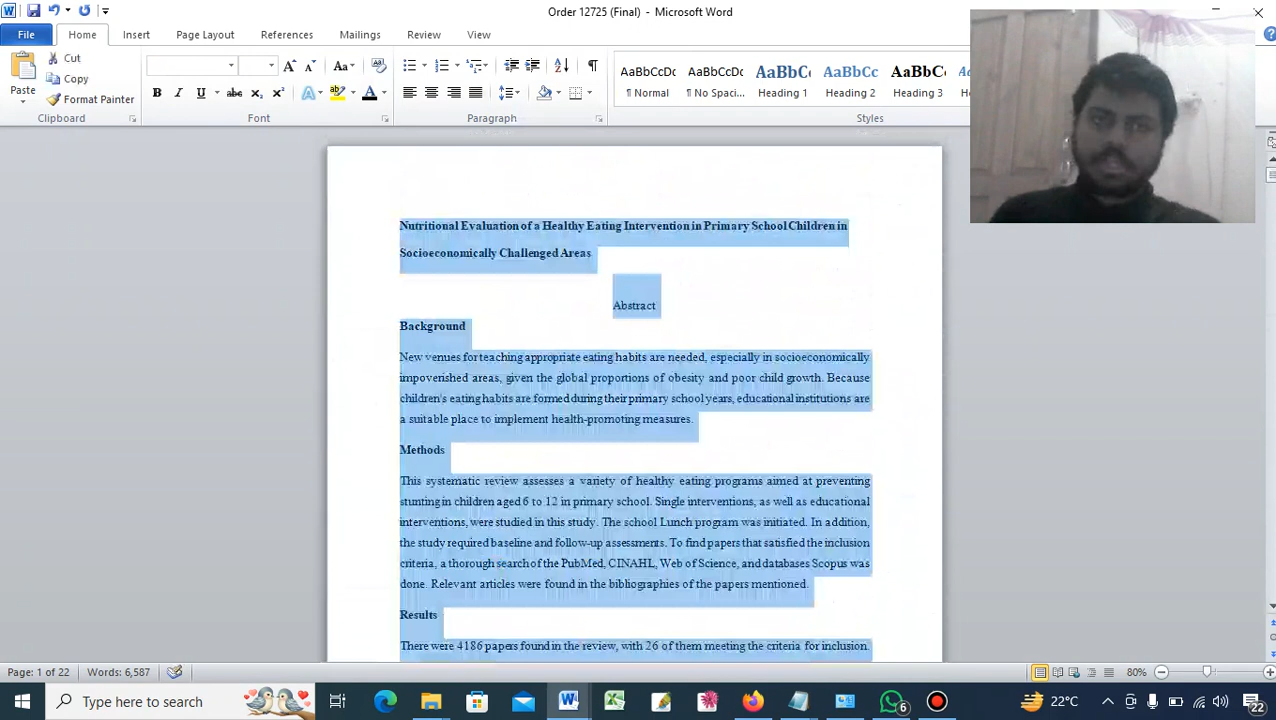 Order 12725 (Final) - Microsoft Word
File Home Insert Page Layout References Mailings Review View
Cut
Copy
Format Painter
Paste
Clipboard
Font
Paragraph
AaBbCcDc AaBbCcDc AaBbC AaBbCc AaBbCc
¶ Normal ¶ No Spaci... Heading 1 Heading 2 Heading 3
Styles
Nutritional Evaluation of a Healthy Eating Intervention in Primary School Children in
Socioeconomically Challenged Areas
Abstract
Background
New venues for teaching appropriate eating habits are needed, especially in socioeconomically
impoverished areas, given the global proportions of obesity and poor child growth. Because
children's eating habits are formed during their primary school years, educational institutions are
a suitable place to implement health-promoting measures.
Methods
This systematic review assesses a variety of healthy eating programs aimed at preventing
stunting in children aged 6 to 12 in primary school. Single interventions, as well as educational
interventions, were studied in this study. The school Lunch program was initiated. In addition,
the study required baseline and follow-up assessments. To find papers that satisfied the inclusion
criteria, a thorough search of the PubMed, CINAHL, Web of Science, and databases Scopus was
done. Relevant articles were found in the bibliographies of the papers mentioned.
Results
There were 4186 papers found in the review, with 26 of them meeting the criteria for inclusion.
Page: 1 of 22 Words: 6,587 80%
Type here to search 6 22°C 22